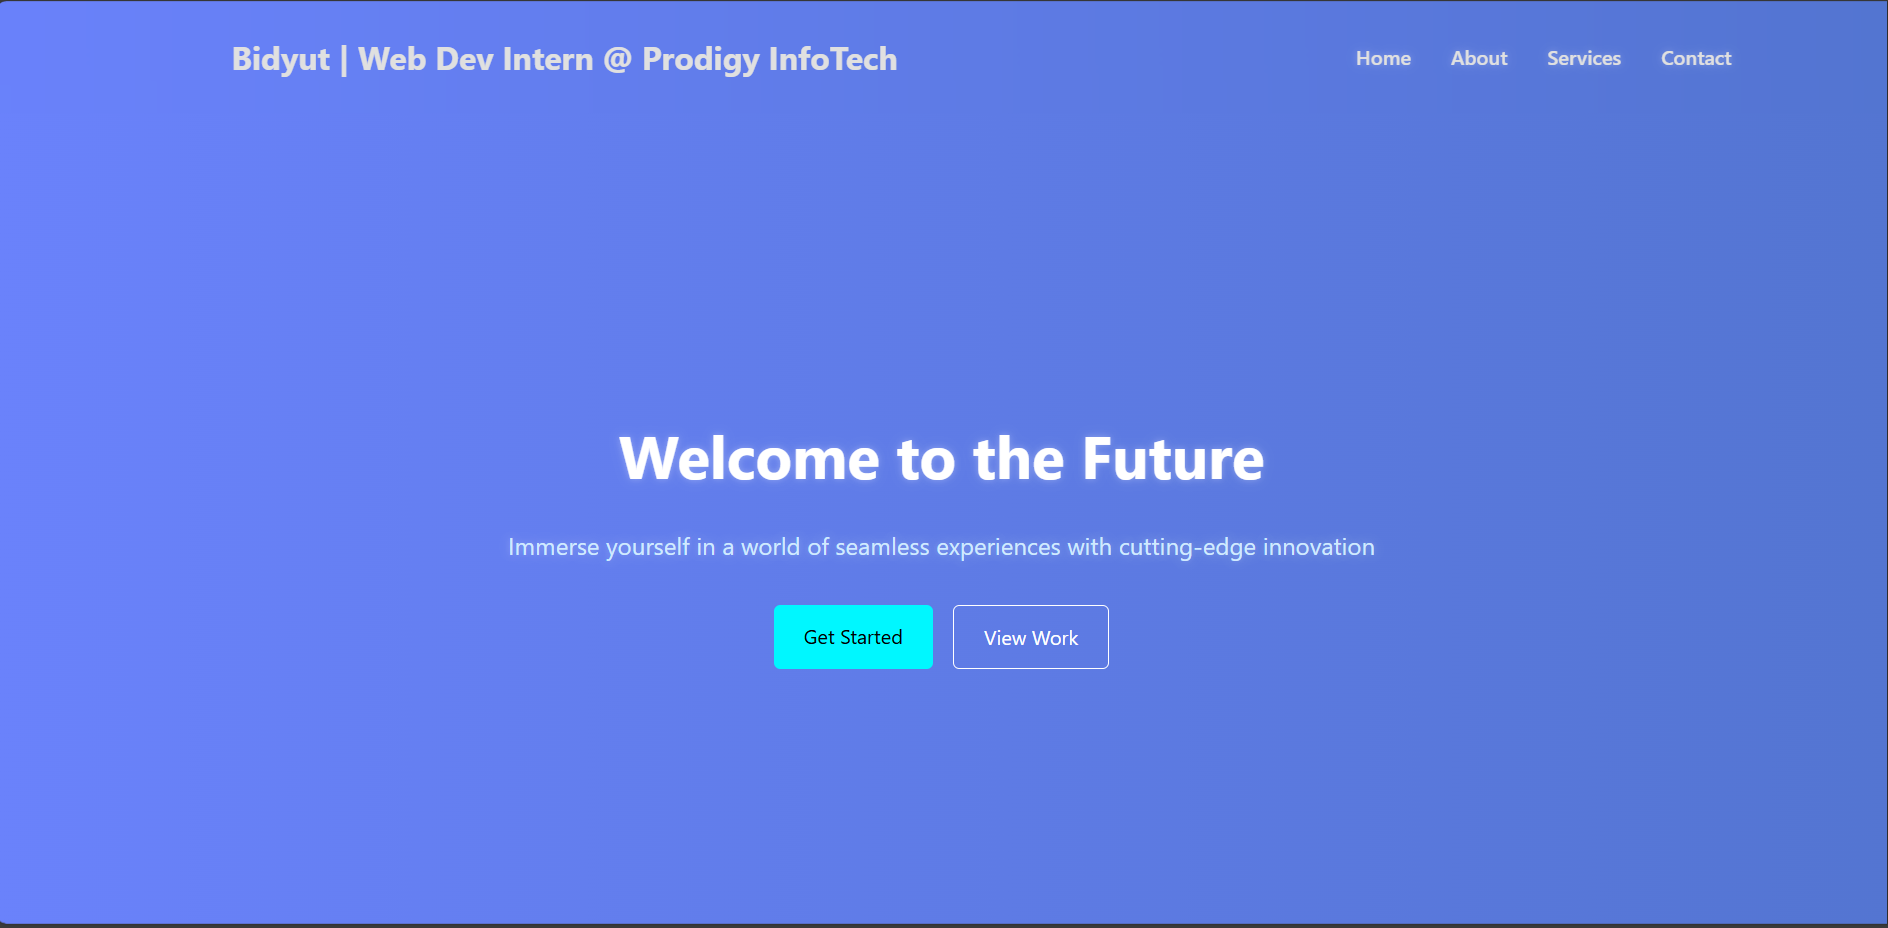 Bidyut | Web Dev Intern @ Prodigy InfoTech
Home About Services Contact
Welcome to the Future
Immerse yourself in a world of seamless experiences with cutting-edge innovation
Get Started View Work